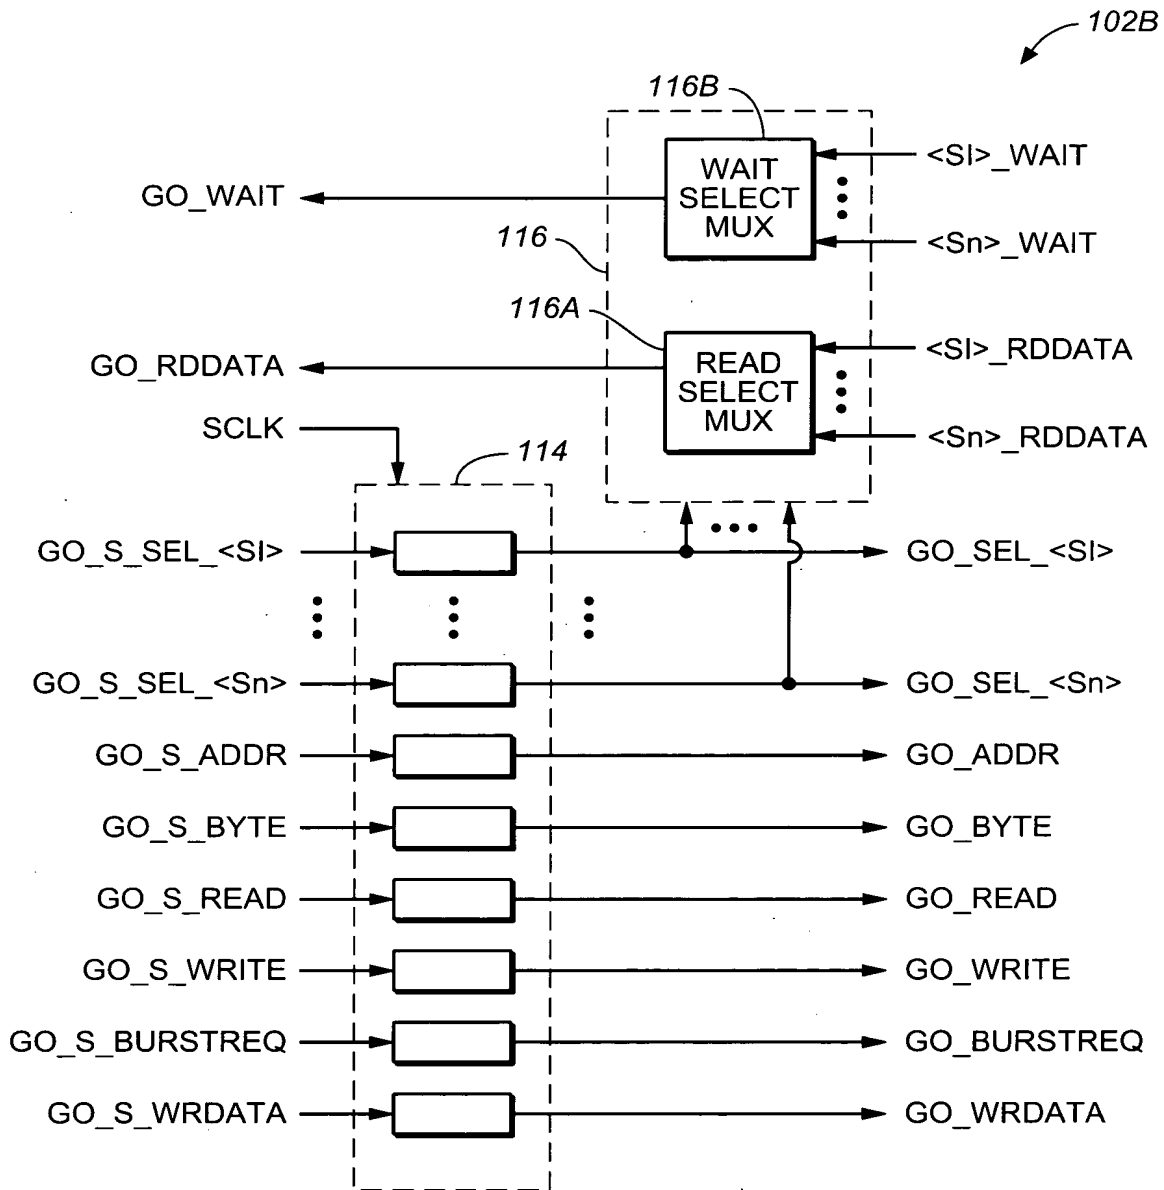 102B
116B
<SI>_WAIT
WAIT
SELECT
MUX
GO_WAIT
<Sn>_WAIT
116
116A
<SI>_RDDATA
READ
SELECT
MUX
GO_RDDATA
SCLK
<Sn>_RDDATA
114
GO_S_SEL_<SI>
GO_SEL_<SI>
GO_S_SEL_<Sn>
GO_SEL_<Sn>
GO_S_ADDR
GO_ADDR
GO_S_BYTE
GO_BYTE
GO_S_READ
GO_READ
GO_S_WRITE
GO_WRITE
GO_S_BURSTREQ
GO_BURSTREQ
GO_S_WRDATA
GO_WRDATA